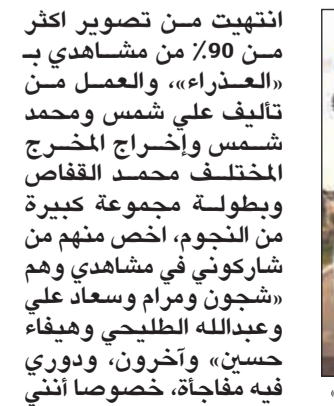 انتهيت من تصوير اكثر
من 90٪ من مشاهدي بـ
«العذراء»، والعمل من
تأليف علي شمس ومحمد
شمس وإخراج المخرج
المختلف محمد القفاص
وبطولة مجموعة كبيرة
من النجوم، اخص منهم من
شاركوني في مشاهدي وهم
«شجون ومرام وسعاد علي
وعبدالله الطليحي وهيفاء
حسين» وآخرون، ودوري
فيه مفاجأة، خصوصا أنني